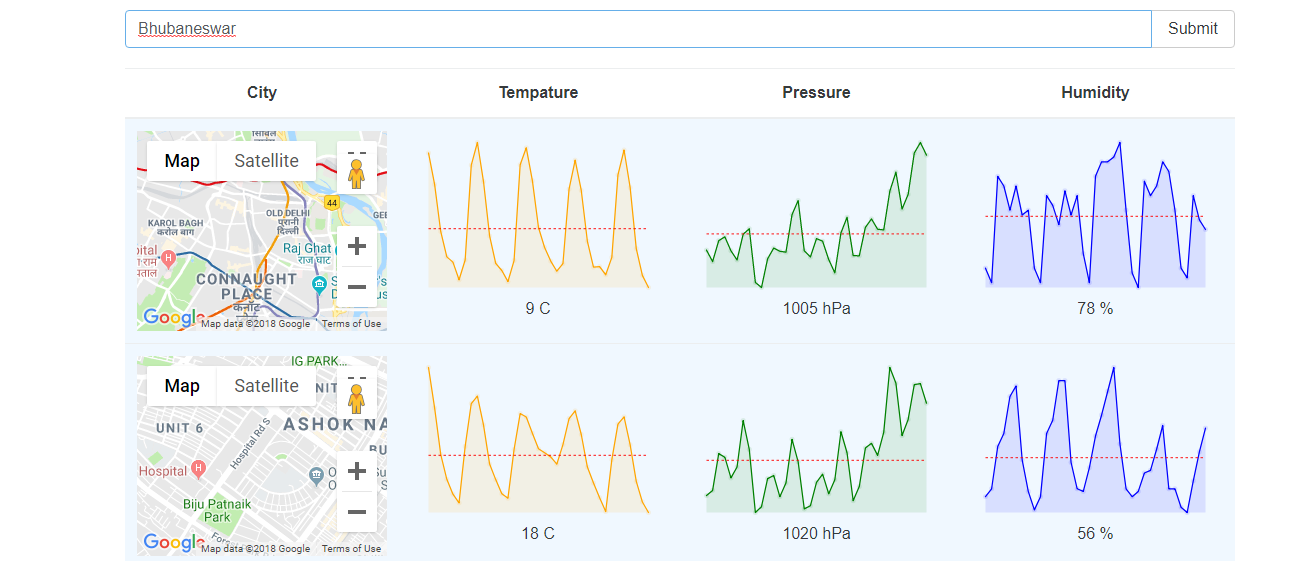 Bhubaneswar
Submit
City Tempature Pressure Humidity
सिविल
लाइन्स
Map Satellite
44
KAROL BAGH
करोल बाग
OLD DELHI
पुरानी
दिल्ली
Raj Ghat
राज घाट
CONNAUGHT
PLACE
कनॉट
Google Map data ©2018 Google Terms of Use
9 C 1005 hPa 78 %
IG PARK...
Map Satellite
NIT
UNIT 6
ASHOK NA
BU
Hospital Rd S
Hospital
Biju Patnaik
Park
Google Map data ©2018 Google Terms of Use
18 C 1020 hPa 56 %